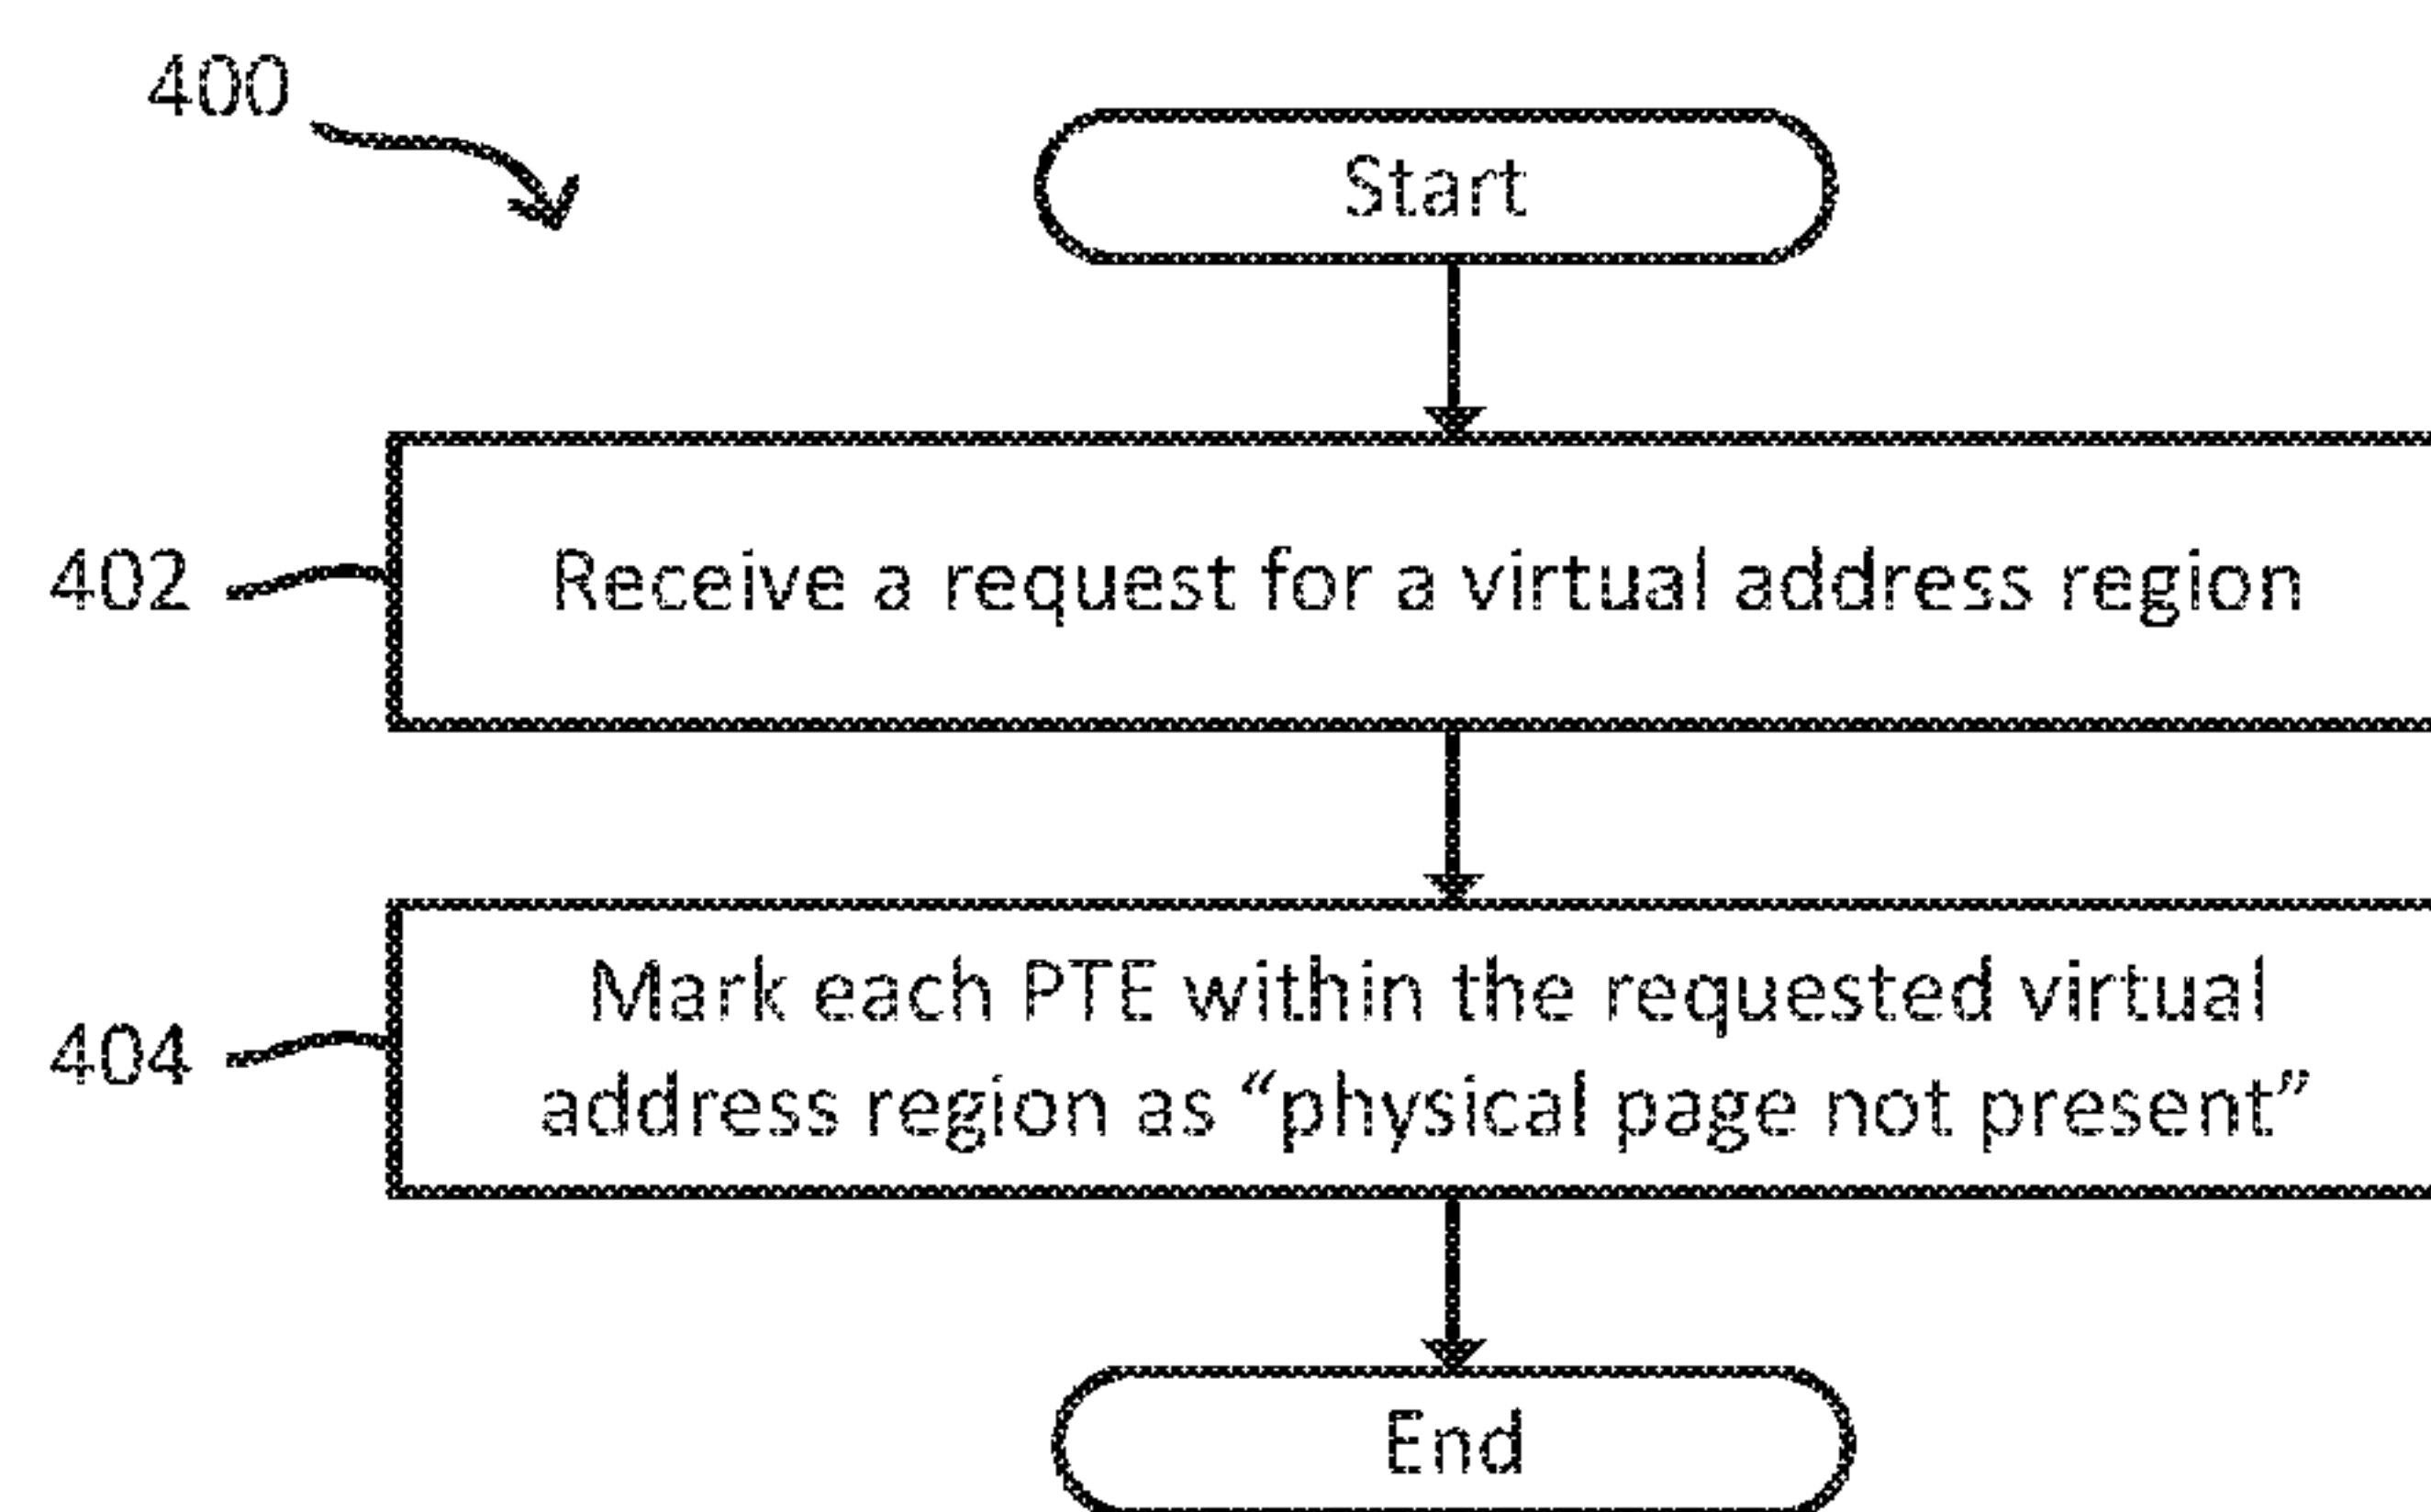 400
Start
402
Receive a request for a virtual address region
404
Mark each PTE within the requested virtual
address region as “physical page not present”
End